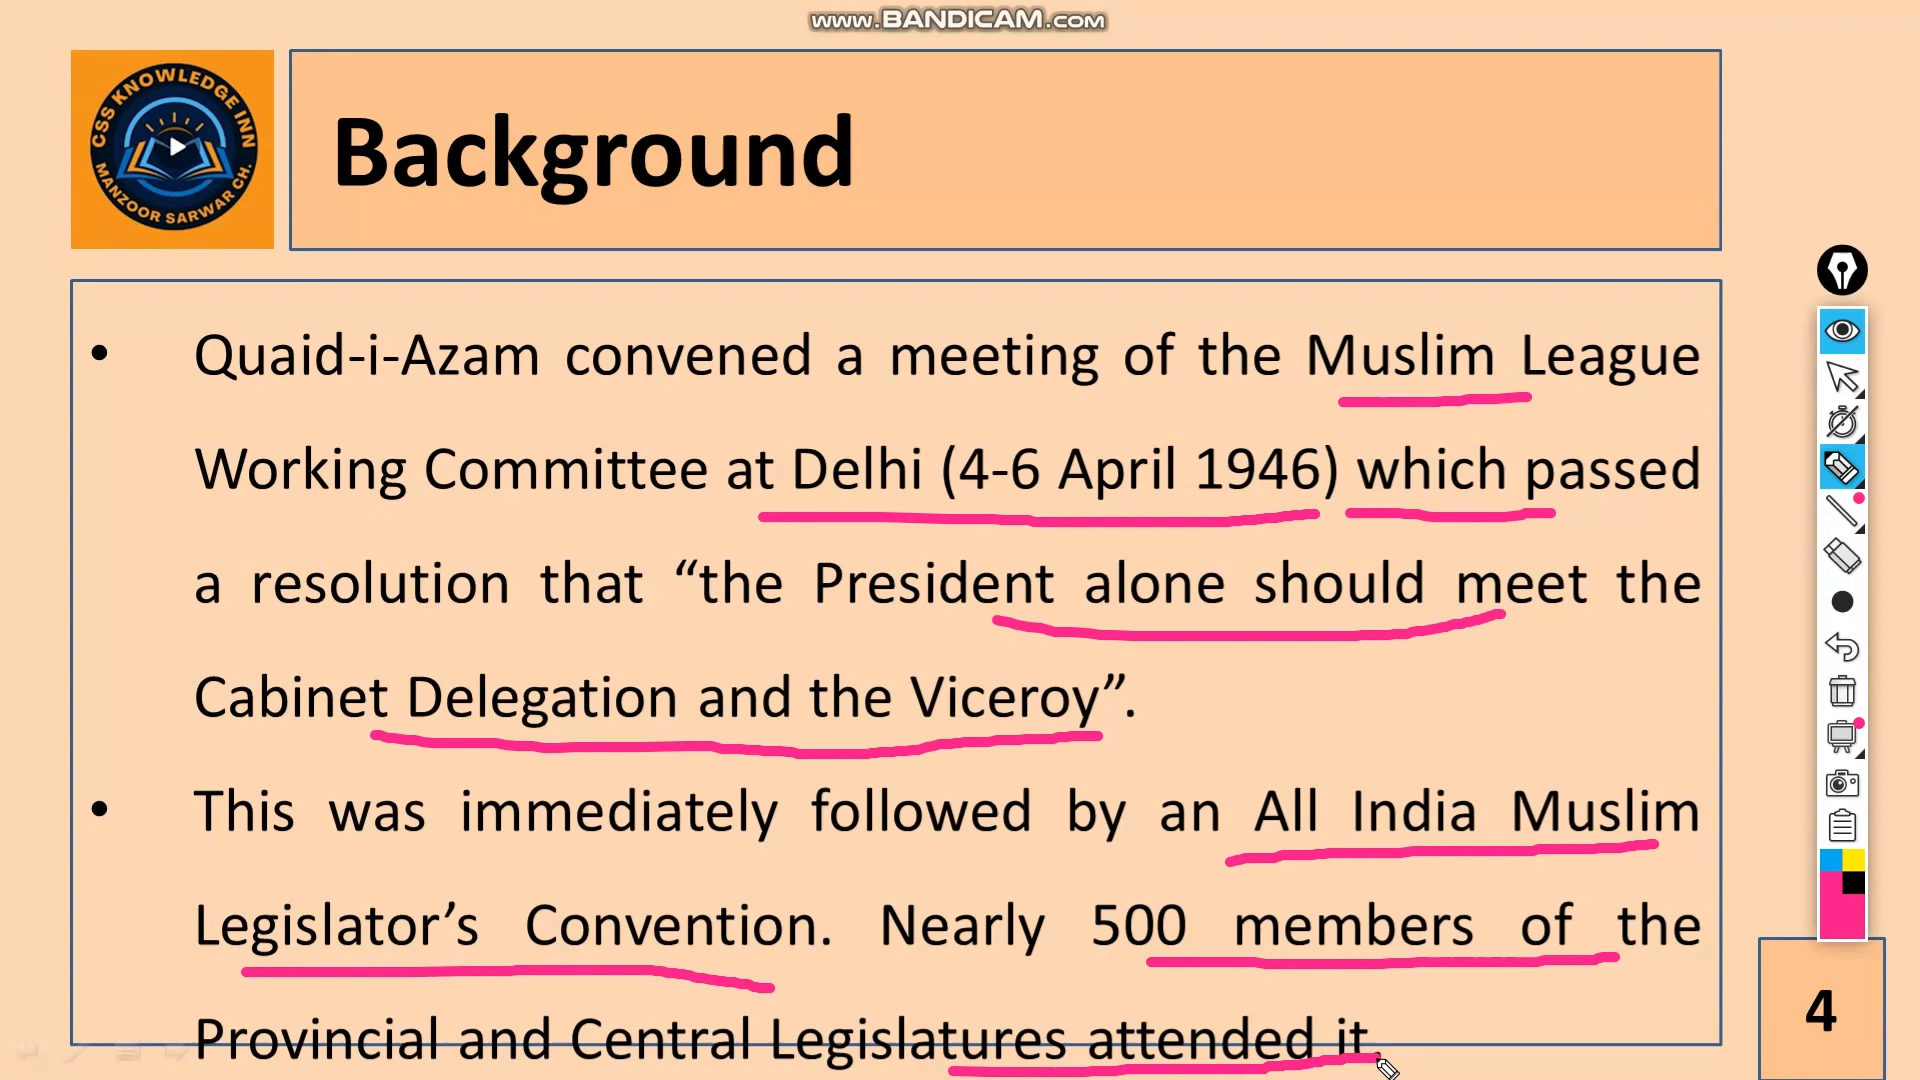 www.BANDICAM.com
CSS KNOWLEDGE INN
MANZOOR SARWAR CH.
Background
• Quaid-i-Azam convened a meeting of the Muslim League
Working Committee at Delhi (4-6 April 1946) which passed
a resolution that “the President alone should meet the
Cabinet Delegation and the Viceroy”.
• This was immediately followed by an All India Muslim
Legislator’s Convention. Nearly 500 members of the
Provincial and Central Legislatures attended it.
4